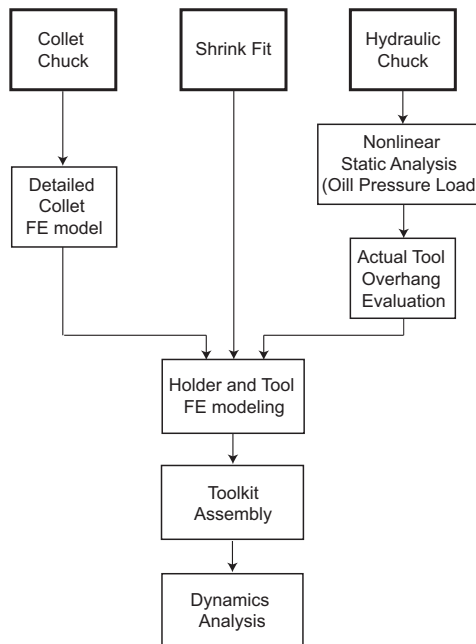 Collet
Chuck
Shrink Fit
Hydraulic
Chuck
Nonlinear
Static Analysis
(Oill Pressure Load
Detailed
Collet
FE model
Actual Tool
Overhang
Evaluation
Holder and Tool
FE modeling
Toolkit
Assembly
Dynamics
Analysis